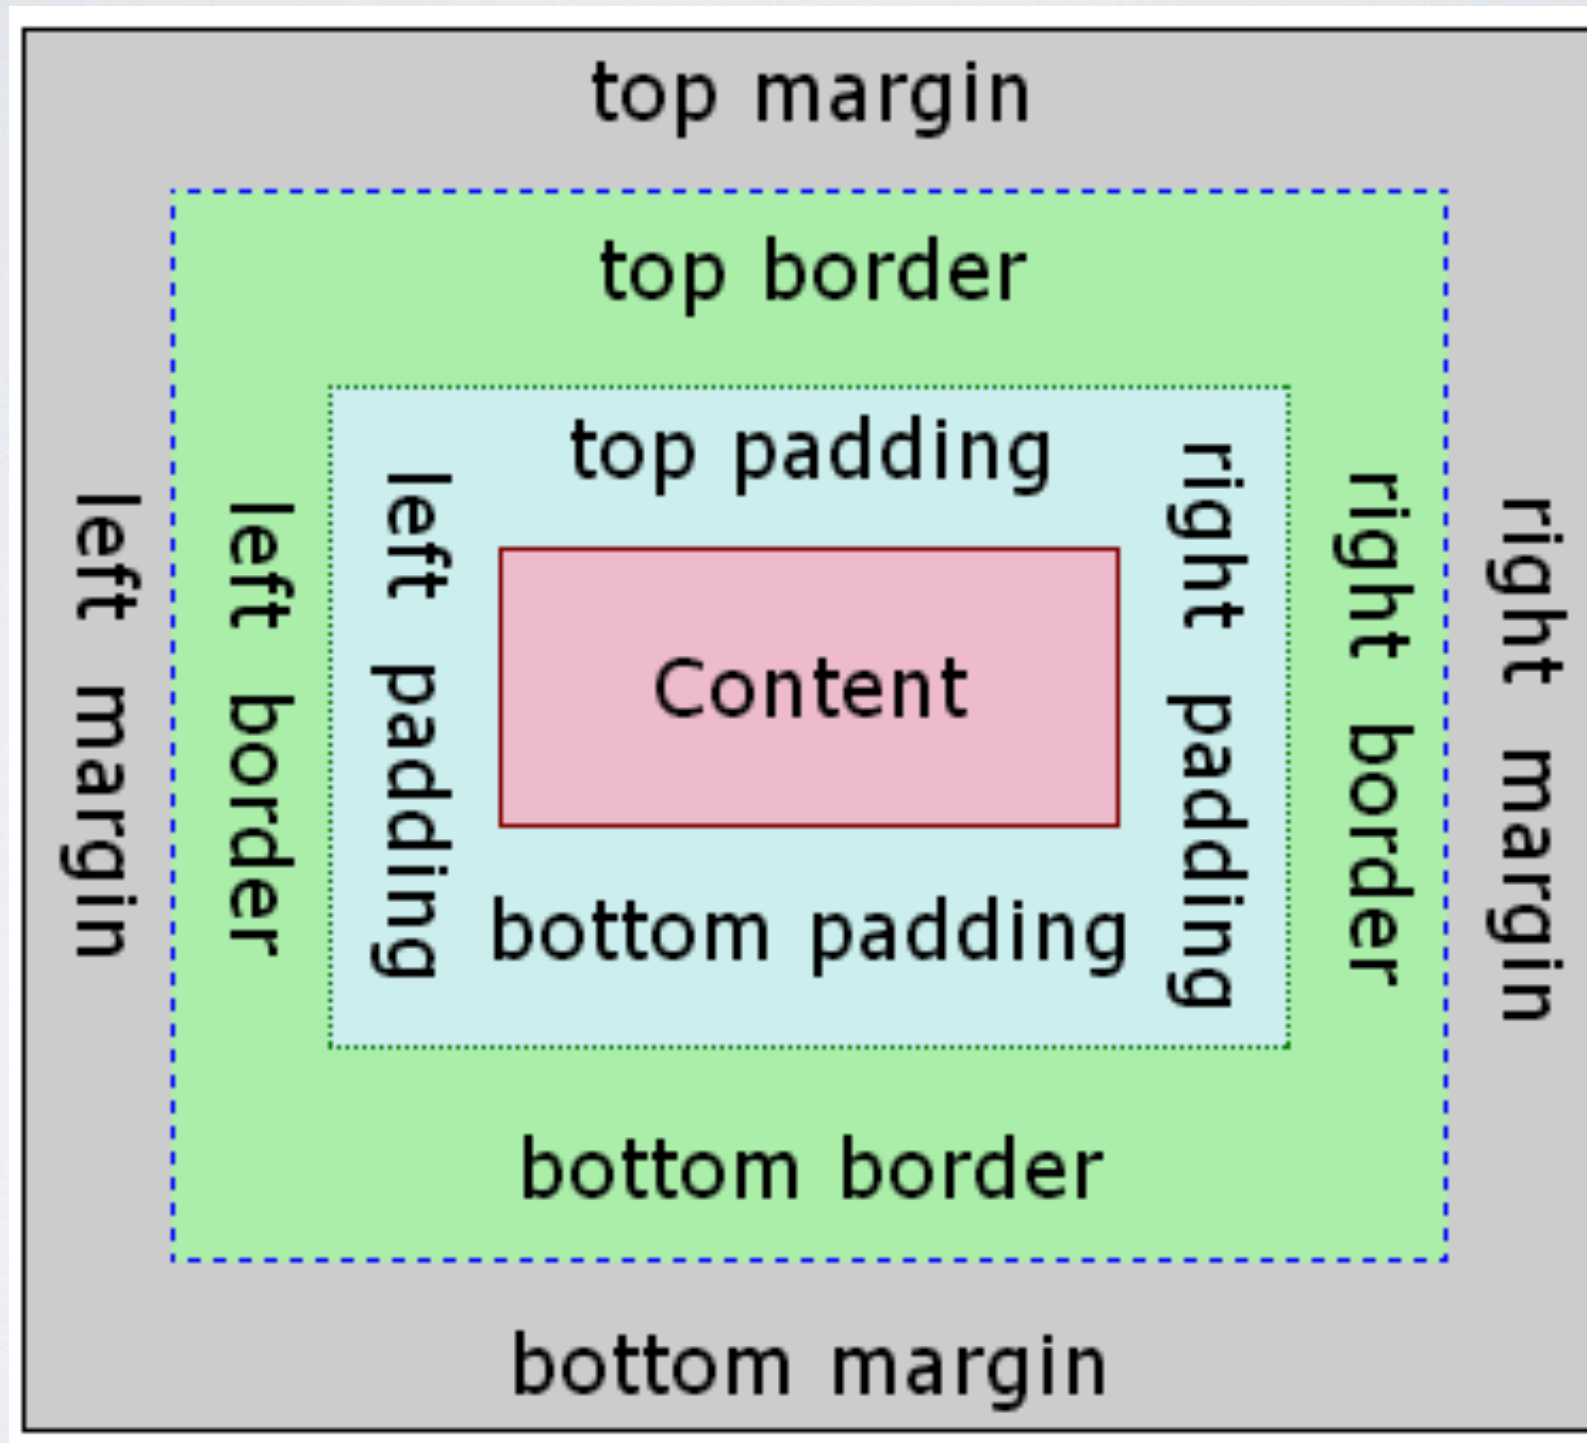 top margin
top border
top padding
left margin
left border
left padding
Content
right padding
right border
right margin
bottom padding
bottom border
bottom margin